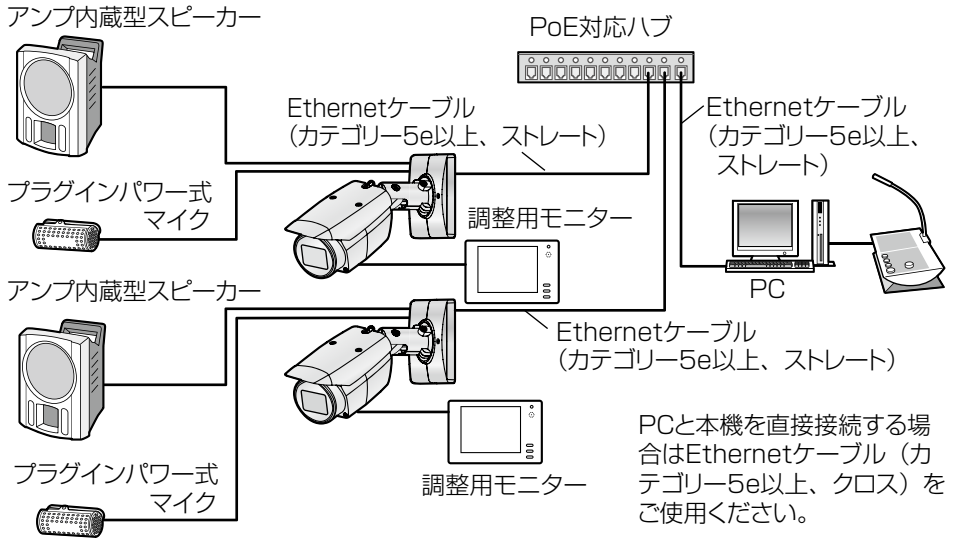 アンプ内蔵型スピーカー
PoE対応ハブ
Ethernetケーブル
（カテゴリー5e以上、ストレート）
Ethernetケーブル
（カテゴリー5e以上、
ストレート）
プラグインパワー式
マイク
調整用モニター
PC
アンプ内蔵型スピーカー
Ethernetケーブル
（カテゴリー5e以上、ストレート）
プラグインパワー式
マイク
調整用モニター
PCと本機を直接接続する場
合はEthernetケーブル（カ
テゴリー5e以上、クロス）を
ご使用ください。